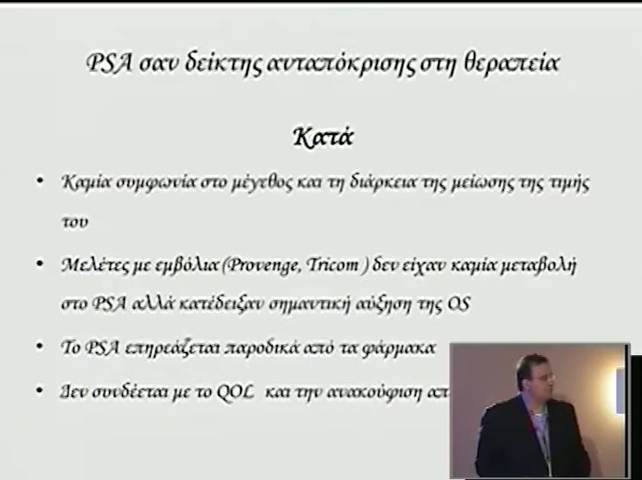 PSA σαν δείκτης ανταπόκρισης στη θεραπεία
Κατά
• Καμία συμφωνία στο μέγεθος και τη διάρκεια της μείωσης της τιμής
του
• Μελέτες με εμβόλια (Provenge, Tricom ) δεν είχαν καμία μεταβολή
στο PSA αλλά κατέδειξαν σημαντική αύξηση της OS
• Το PSA επηρεάζεται παροδικά από τα φάρμακα
• Δεν συνδέεται με το QOL και την ανακούφιση